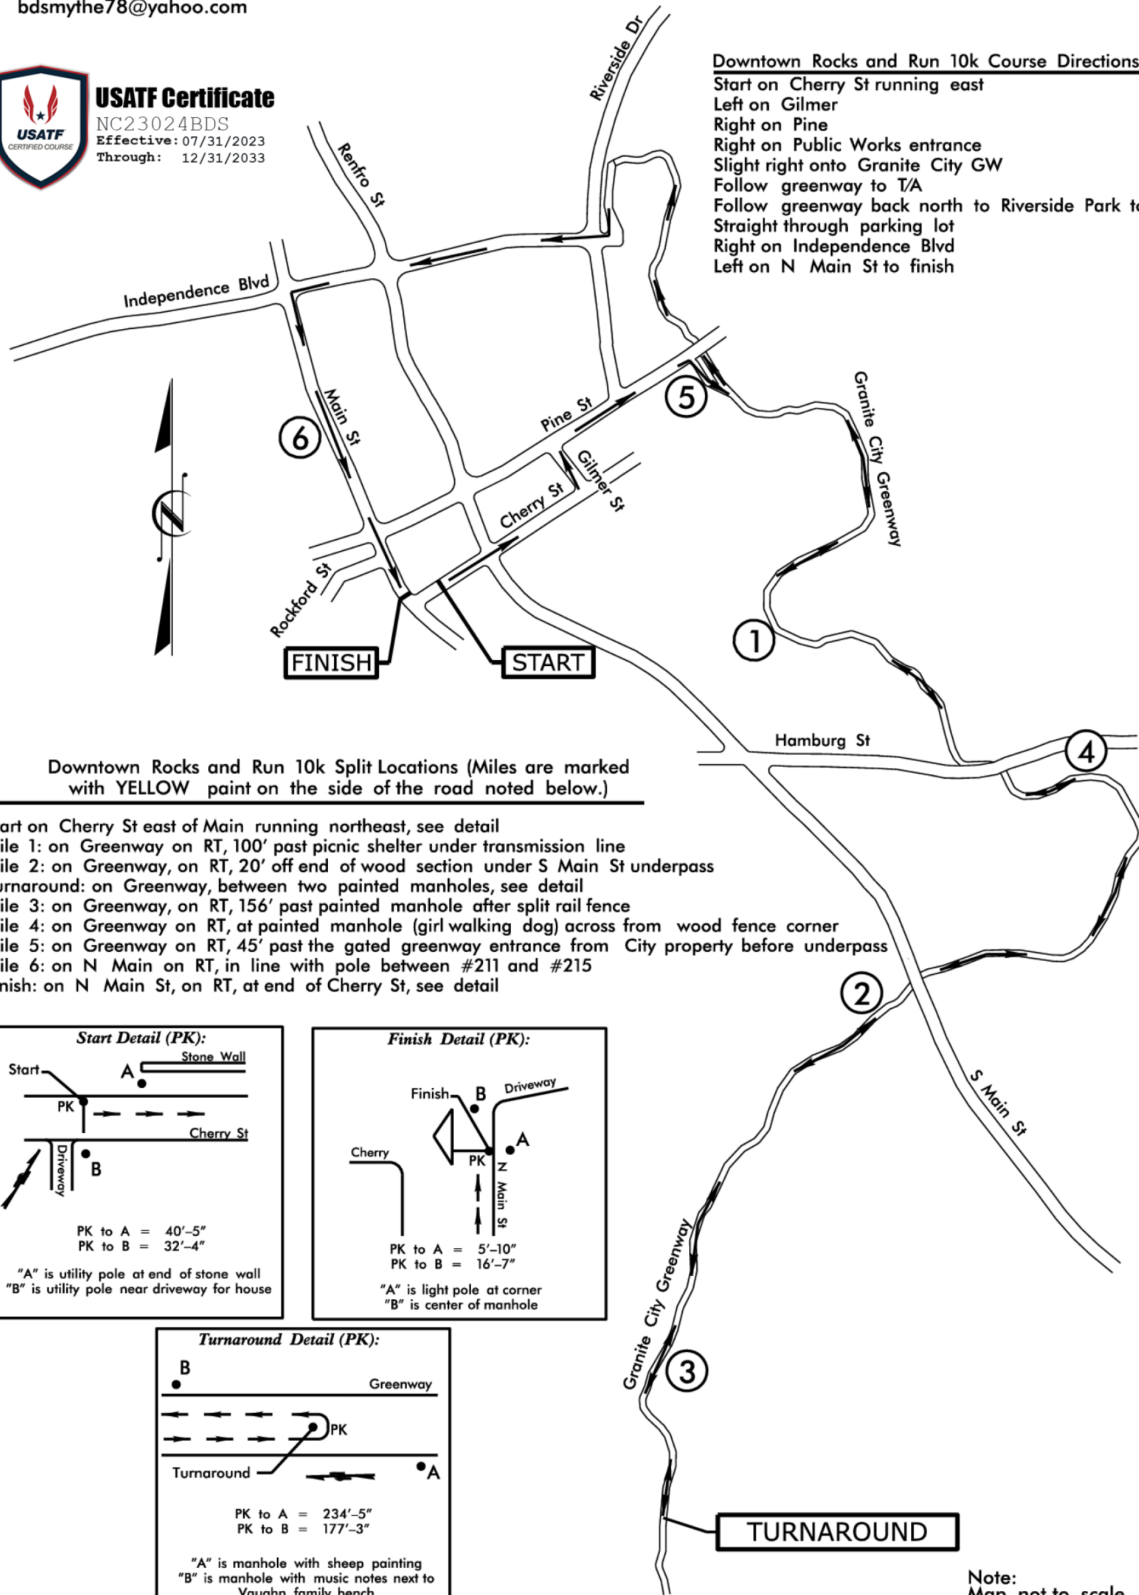 bdsmythe78@yahoo.com
USATF
CERTIFIED COURSE
USATF Certificate
NC23024BDS
Effective: 07/31/2023
Through: 12/31/2033
Downtown Rocks and Run 10k Course Directions
Start on Cherry St running east
Left on Gilmer
Right on Pine
Right on Public Works entrance
Slight right onto Granite City GW
Follow greenway to T/A
Follow greenway back north to Riverside Park
Straight through parking lot
Right on Independence Blvd
Left on N Main St to finish
Riverside Dr
Renfro St
Independence Blvd
Main St
6
Pine St
5
Gilmer St
Cherry St
Granite City Greenway
N
Rockford St
FINISH
START
1
Hamburg St
4
Downtown Rocks and Run 10k Split Locations (Miles are marked
with YELLOW paint on the side of the road noted below.)
art on Cherry St east of Main running northeast, see detail
ile 1: on Greenway on RT, 100' past picnic shelter under transmission line
ile 2: on Greenway, on RT, 20' off end of wood section under S Main St underpass
urnaround: on Greenway, between two painted manholes, see detail
ile 3: on Greenway, on RT, 156' past painted manhole after split rail fence
ile 4: on Greenway on RT, at painted manhole (girl walking dog) across from wood fence corner
ile 5: on Greenway on RT, 45' past the gated greenway entrance from City property before underpass
ile 6: on N Main on RT, in line with pole between #211 and #215
nish: on N Main St, on RT, at end of Cherry St, see detail
2
S Main St
Granite City Greenway
3
TURNAROUND
Start Detail (PK):
Stone Wall
Start
A
PK
Cherry St
Driveway
B
PK to A = 40'-5"
PK to B = 32'-4"
"A" is utility pole at end of stone wall
"B" is utility pole near driveway for house
Finish Detail (PK):
Finish
B
Driveway
Cherry
A
PK
N Main St
PK to A = 5'-10"
PK to B = 16'-7"
"A" is light pole at corner
"B" is center of manhole
Turnaround Detail (PK):
B
Greenway
PK
Turnaround
A
PK to A = 234'-5"
PK to B = 177'-3"
"A" is manhole with sheep painting
"B" is manhole with music notes next to
Vaughn family bench
Note:
Map not to scale